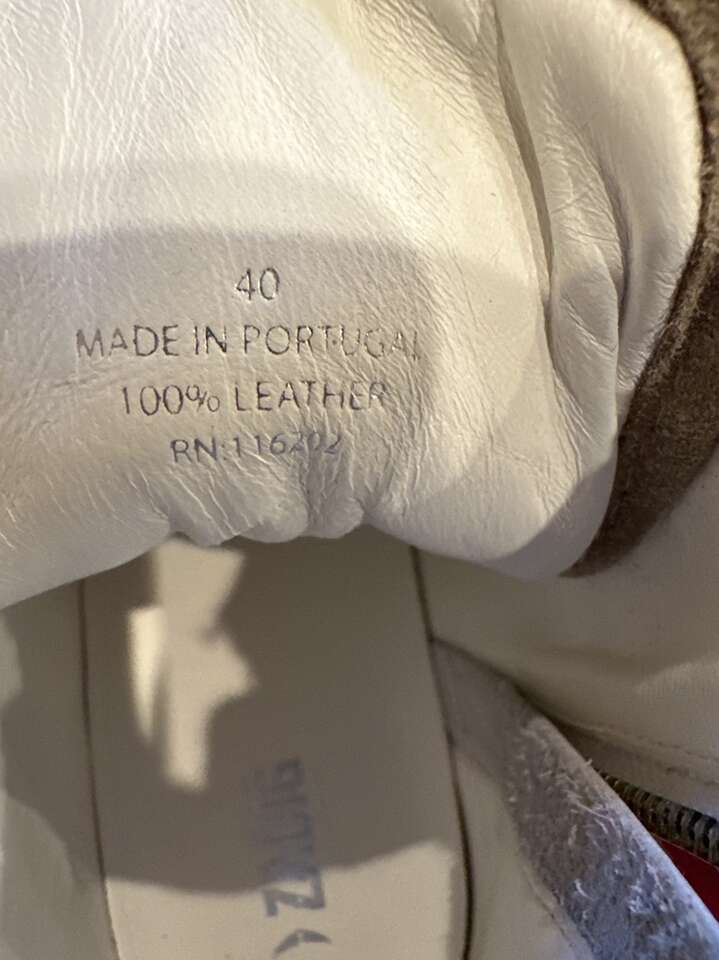 40
MADE IN PORTUGAL
100% LEATHER
RN:116202